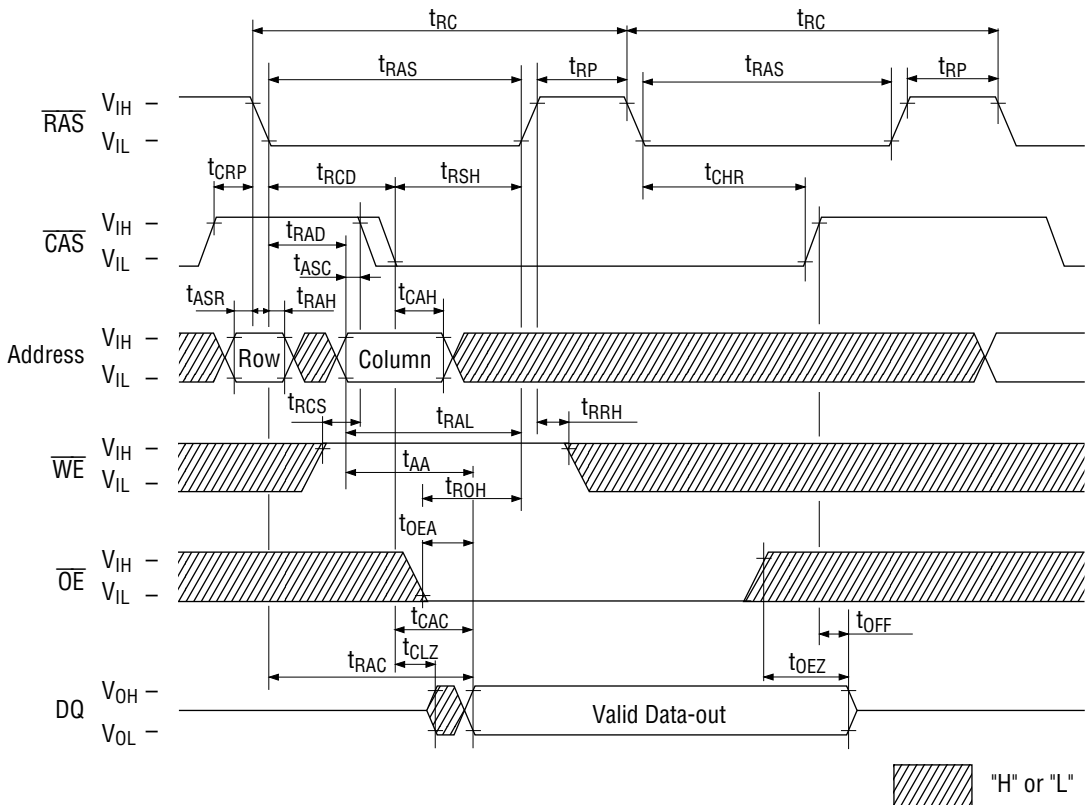 tRC tRC
tRAS tRP tRAS tRP
RAS VIH –
VIL –
tCRP tRCD tRSH tCHR
CAS VIH –
VIL –
tRAD
tASC
tASR tRAH tCAH
Address VIH –
VIL –
Row Column
tRCS tRAL tRRH
WE VIH –
VIL –
tAA
tROH
tOEA
OE VIH –
VIL –
tCAC tOFF
tCLZ
tRAC tOEZ
DQ VOH –
VOL –
Valid Data-out
"H" or "L"